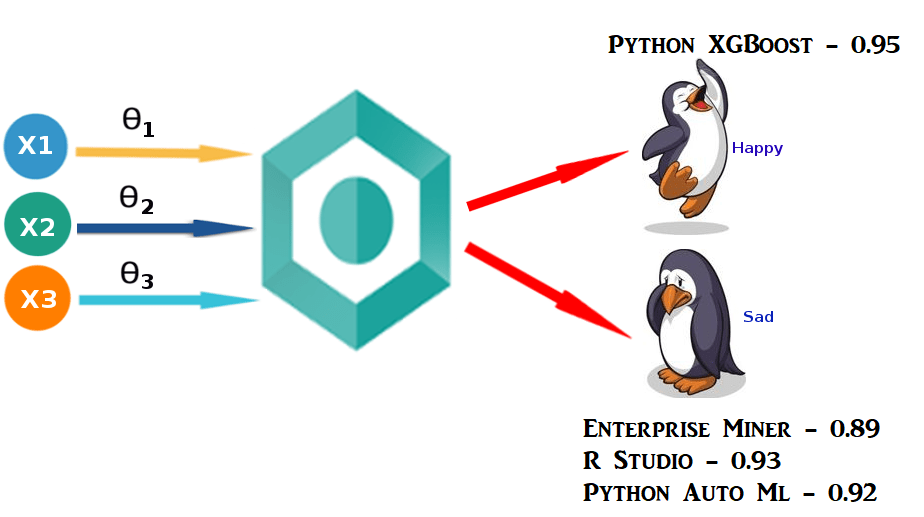 Python XGBoost – 0.95
θ1
X1
Happy
θ2
X2
θ3
X3
Sad
Enterprise Miner – 0.89
R Studio – 0.93
Python Auto Ml – 0.92